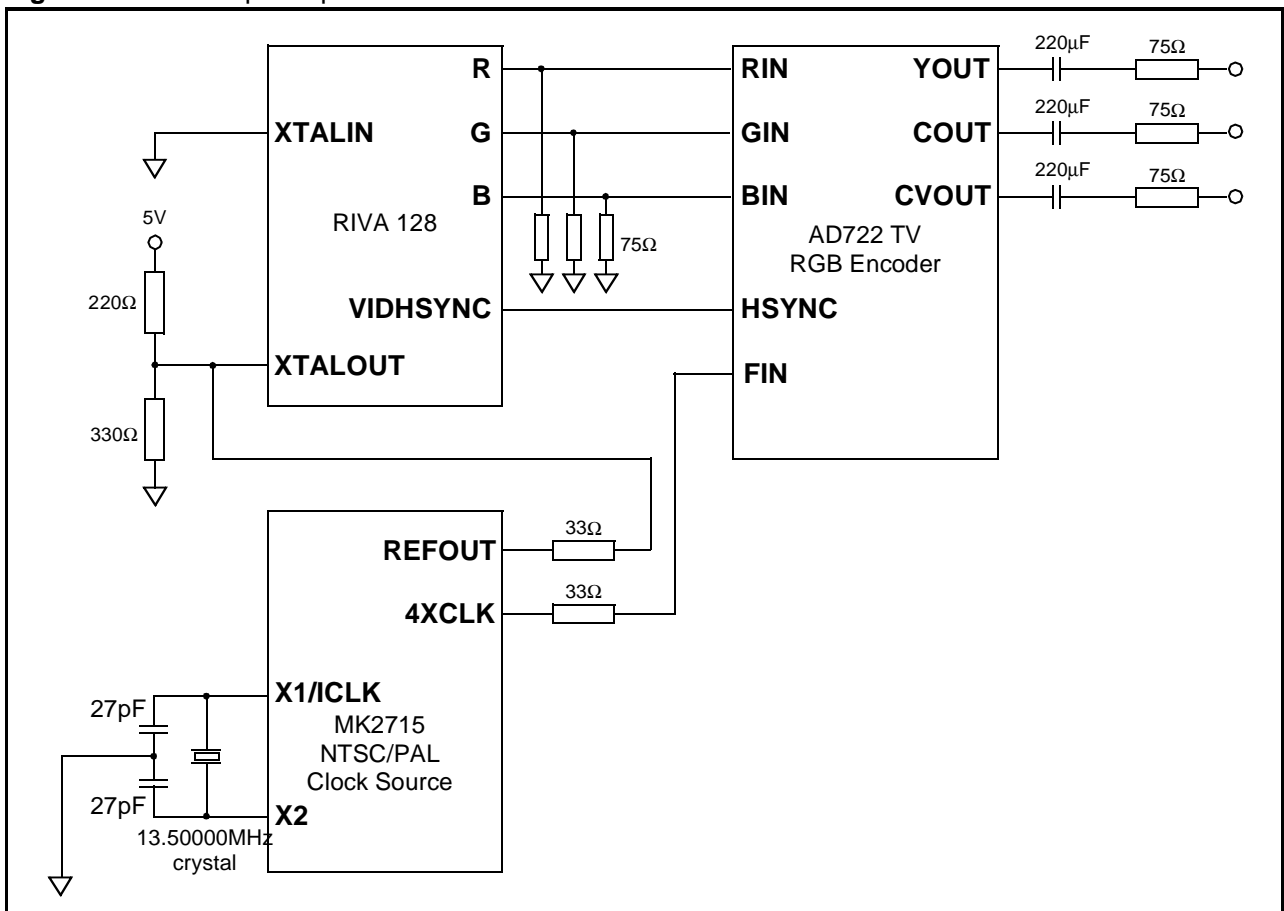 220µF 75Ω
R RIN YOUT
220µF 75Ω
XTALIN G GIN COUT
220µF 75Ω
B BIN CVOUT
5V RIVA 128 75Ω AD722 TV
RGB Encoder
220Ω VIDHSYNC HSYNC
XTALOUT FIN
330Ω
33Ω
REFOUT
33Ω
4XCLK
X1/ICLK
27pF MK2715
NTSC/PAL
Clock Source
27pF X2
13.50000MHz
crystal